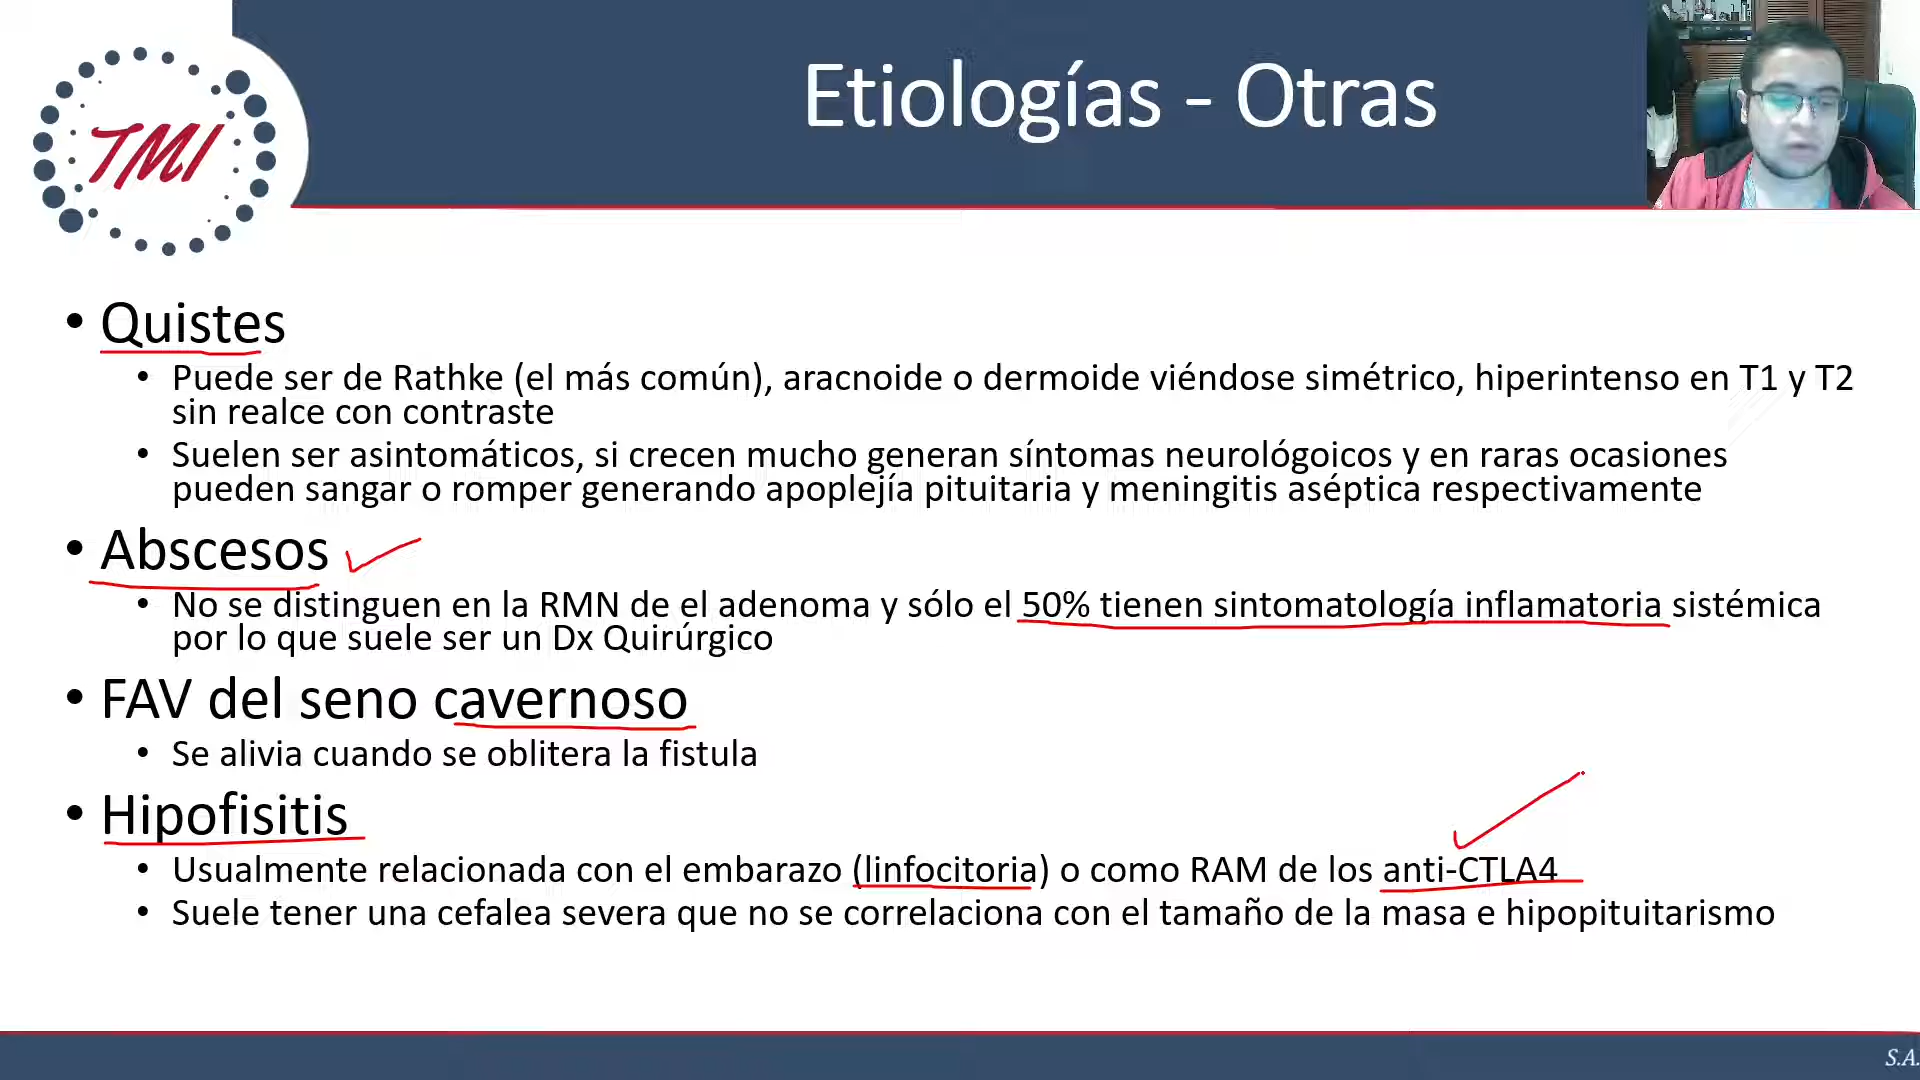 TMI
Etiologías - Otras
• Quistes
• Puede ser de Rathke (el más común), aracnoide o dermoide viéndose simétrico, hiperintenso en T1 y T2
sin realce con contraste
• Suelen ser asintomáticos, si crecen mucho generan síntomas neurológoicos y en raras ocasiones
pueden sangar o romper generando apoplejía pituitaria y meningitis aséptica respectivamente
• Abscesos
• No se distinguen en la RMN de el adenoma y sólo el 50% tienen sintomatología inflamatoria sistémica
por lo que suele ser un Dx Quirúrgico
• FAV del seno cavernoso
• Se alivia cuando se oblitera la fistula
• Hipofisitis
• Usualmente relacionada con el embarazo (linfocitoria) o como RAM de los anti-CTLA4
• Suele tener una cefalea severa que no se correlaciona con el tamaño de la masa e hipopituitarismo
S.A.